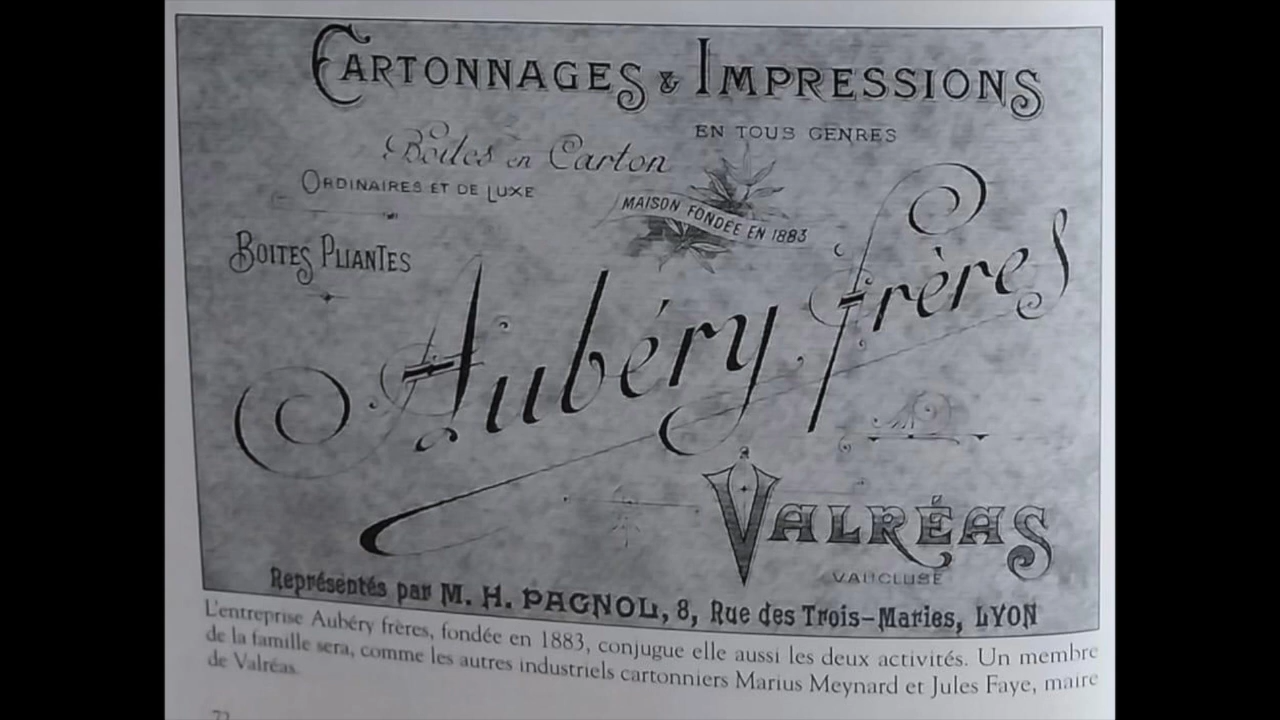 CARTONNAGES & IMPRESSIONS
EN TOUS GENRES
Boites en Carton
ORDINAIRES ET DE LUXE
MAISON FONDÉE EN 1883
BOITES PLIANTES
Aubéry frères
VALRÉAS
VAUCLUSE
Représentés par M. H. PAGNOL, 8, Rue des Trois-Maries, LYON
L'entreprise Aubéry frères, fondée en 1883, conjugue elle aussi les deux activités. Un membre
de la famille sera, comme les autres industriels cartonniers Marius Meynard et Jules Faye, maire
de Valréas.
72